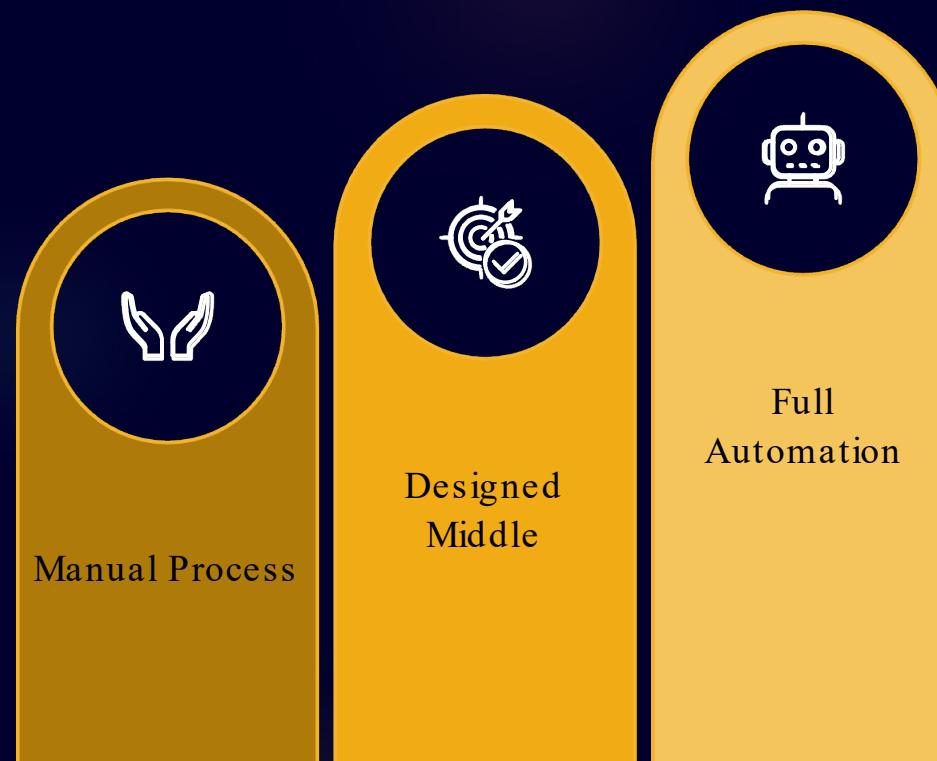 Manual Process
Designed
Middle
Full
Automation